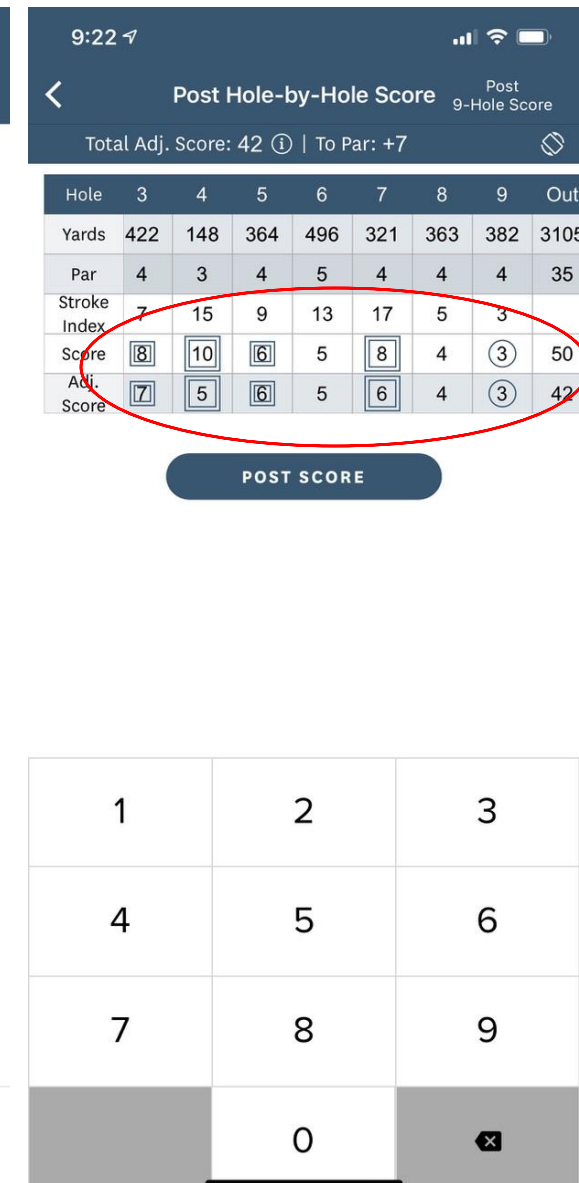 9:22
Post Hole-by-Hole Score
Post
9-Hole Score
Total Adj. Score: 42 | To Par: +7
Hole 3 4 5 6 7 8 9 Out
Yards 422 148 364 496 321 363 382 3105
Par 4 3 4 5 4 4 4 35
Stroke Index 7 15 9 13 17 5 3
Score 8 10 6 5 8 4 3 50
Adj. Score 7 5 6 5 6 4 3 42
POST SCORE
1 2 3
4 5 6
7 8 9
0